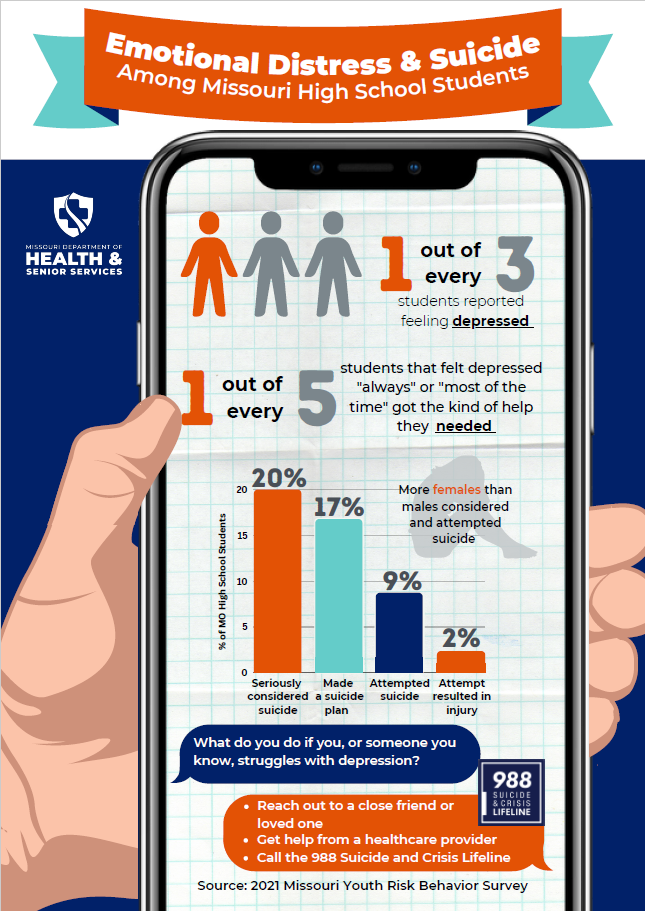 Emotional Distress & Suicide
Among Missouri High School Students
MISSOURI DEPARTMENT OF
HEALTH &
SENIOR SERVICES
1 out of every 3
students reported
feeling depressed
1 out of every 5
students that felt depressed
"always" or "most of the
time" got the kind of help
they needed
More females than
males considered
and attempted
suicide
% of MO High School Students
20
15
10
5
0
20%
17%
9%
2%
Seriously
considered
suicide
Made
a suicide
plan
Attempted
suicide
Attempt
resulted in
injury
What do you do if you, or someone you
know, struggles with depression?
988
SUICIDE
& CRISIS
LIFELINE
• Reach out to a close friend or
loved one
• Get help from a healthcare provider
• Call the 988 Suicide and Crisis Lifeline
Source: 2021 Missouri Youth Risk Behavior Survey